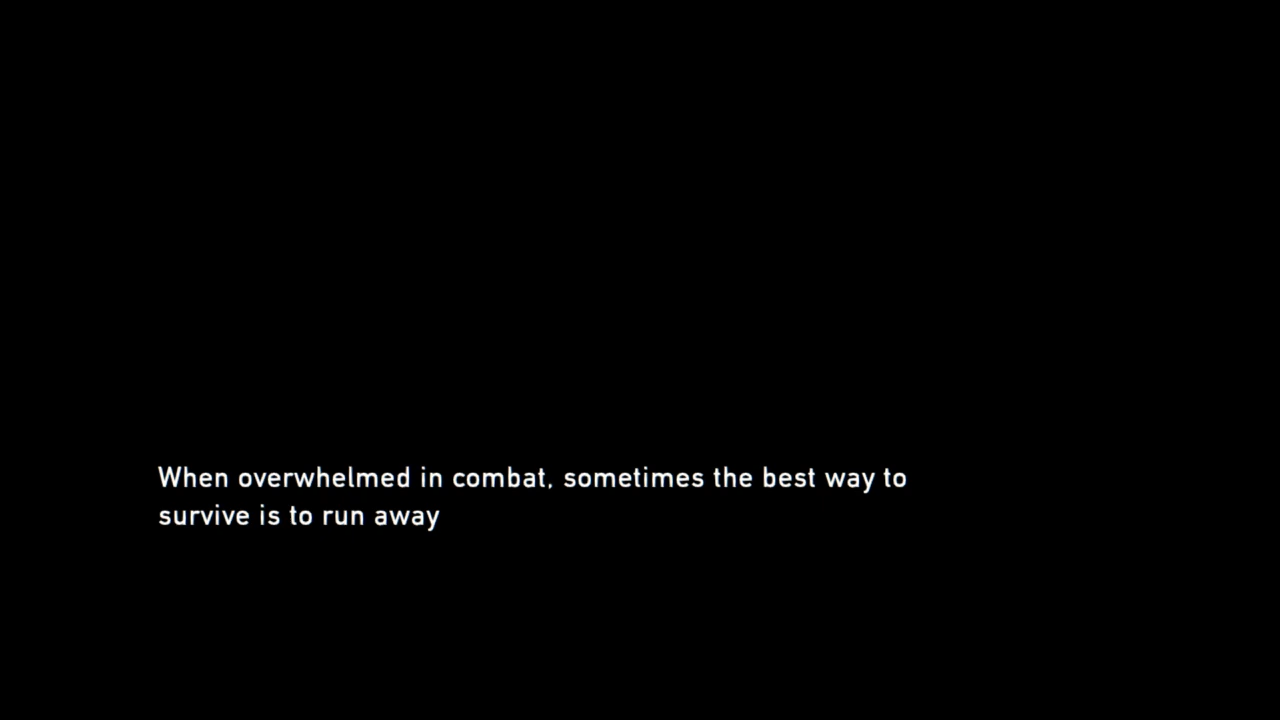 When overwhelmed in combat, sometimes the best way to
survive is to run away